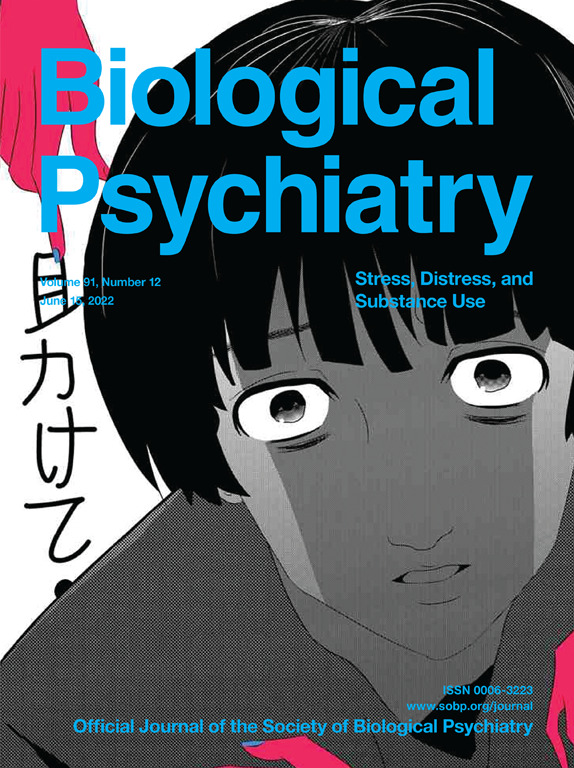 Biological
Psychiatry
Volume 91, Number 12
June 15, 2022
Stress, Distress, and
Substance Use
且力けて.
ISSN 0006-3223
www.sobp.org/journal
Official Journal of the Society of Biological Psychiatry